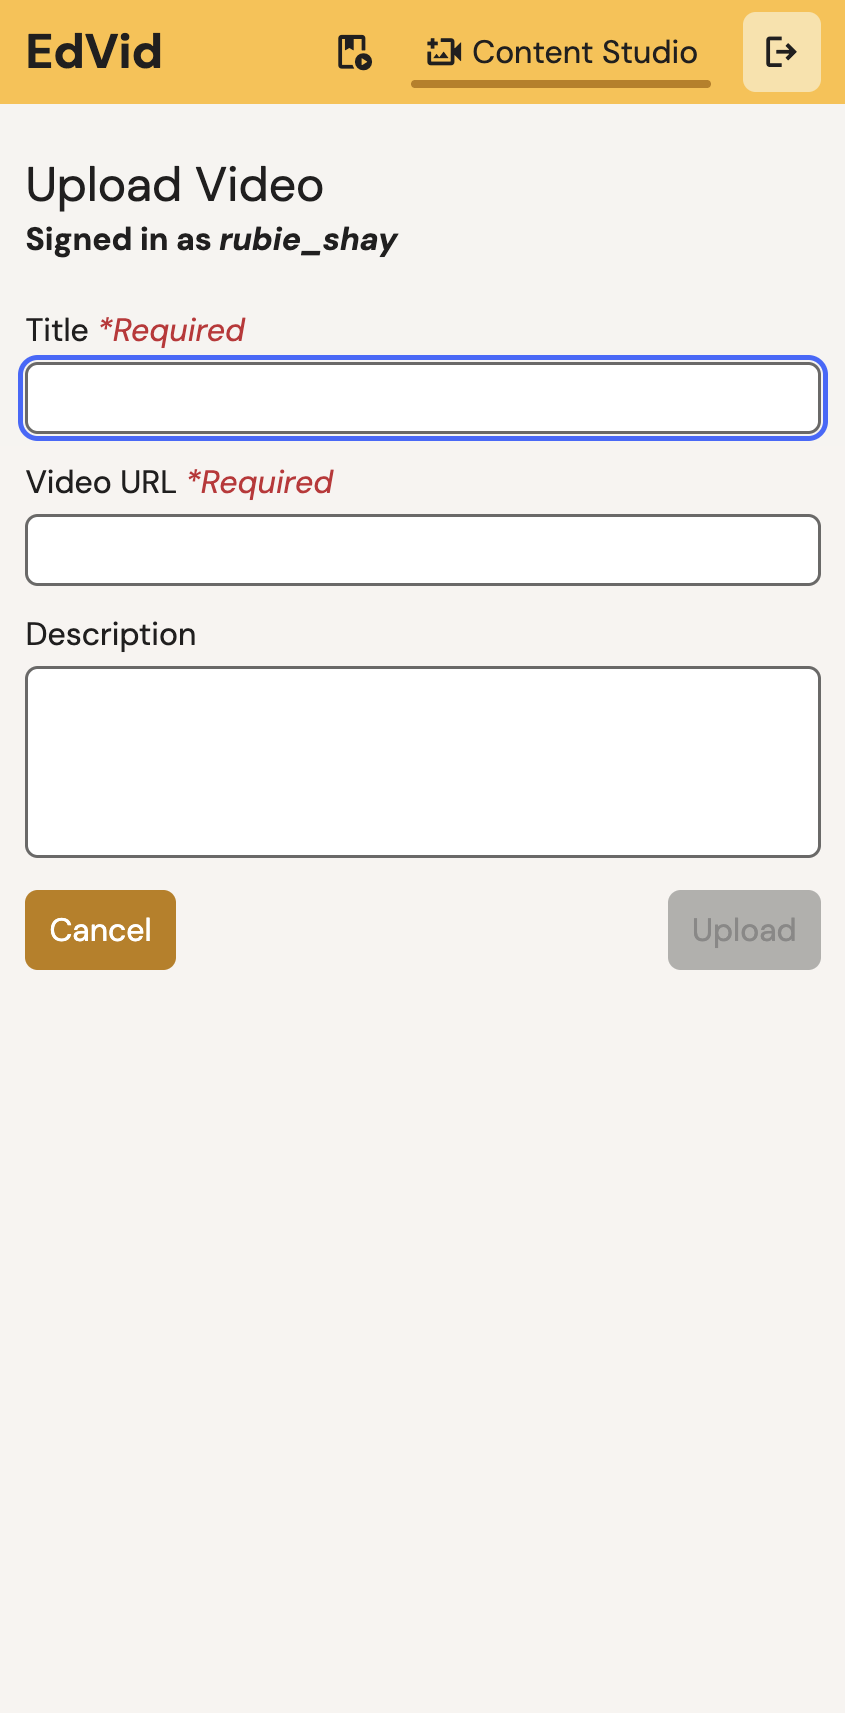 EdVid
Content Studio
Upload Video
Signed in as rubie_shay
Title *Required
Video URL *Required
Description
Cancel
Upload